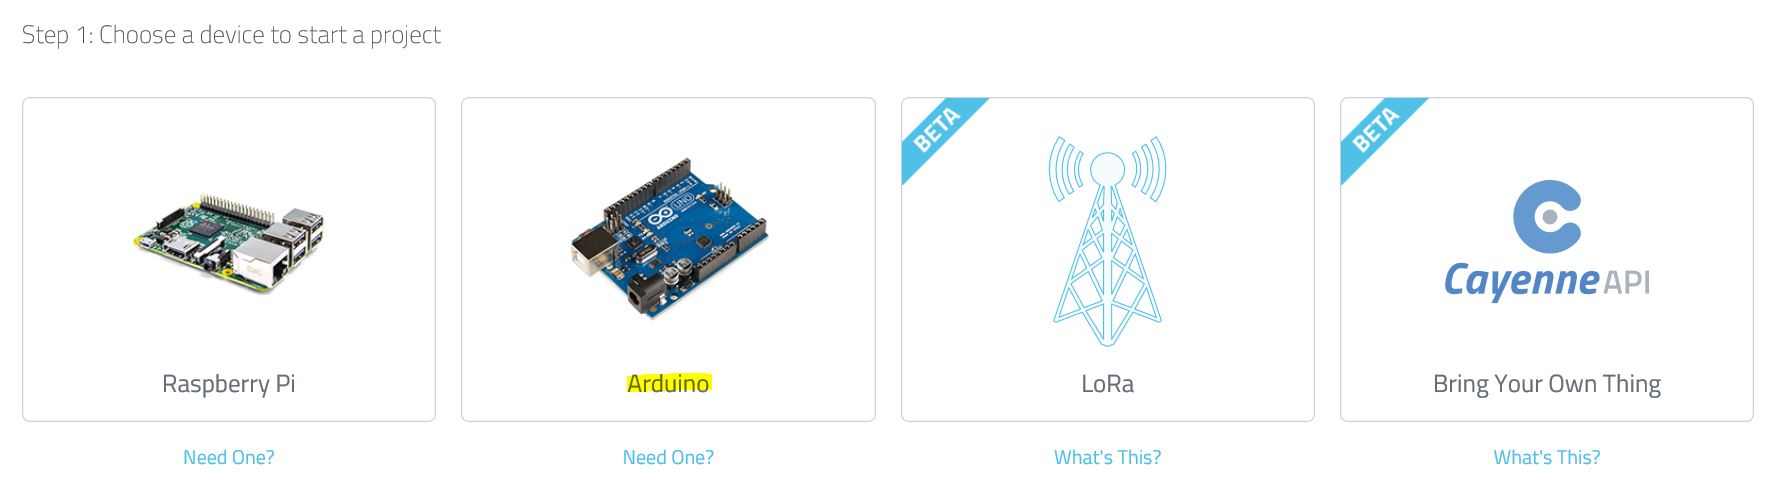 Step 1: Choose a device to start a project
BETA
BETA
UNO
ARDUINO
Cayenne API
Raspberry Pi
Arduino
LoRa
Bring Your Own Thing
Need One?
Need One?
What's This?
What's This?